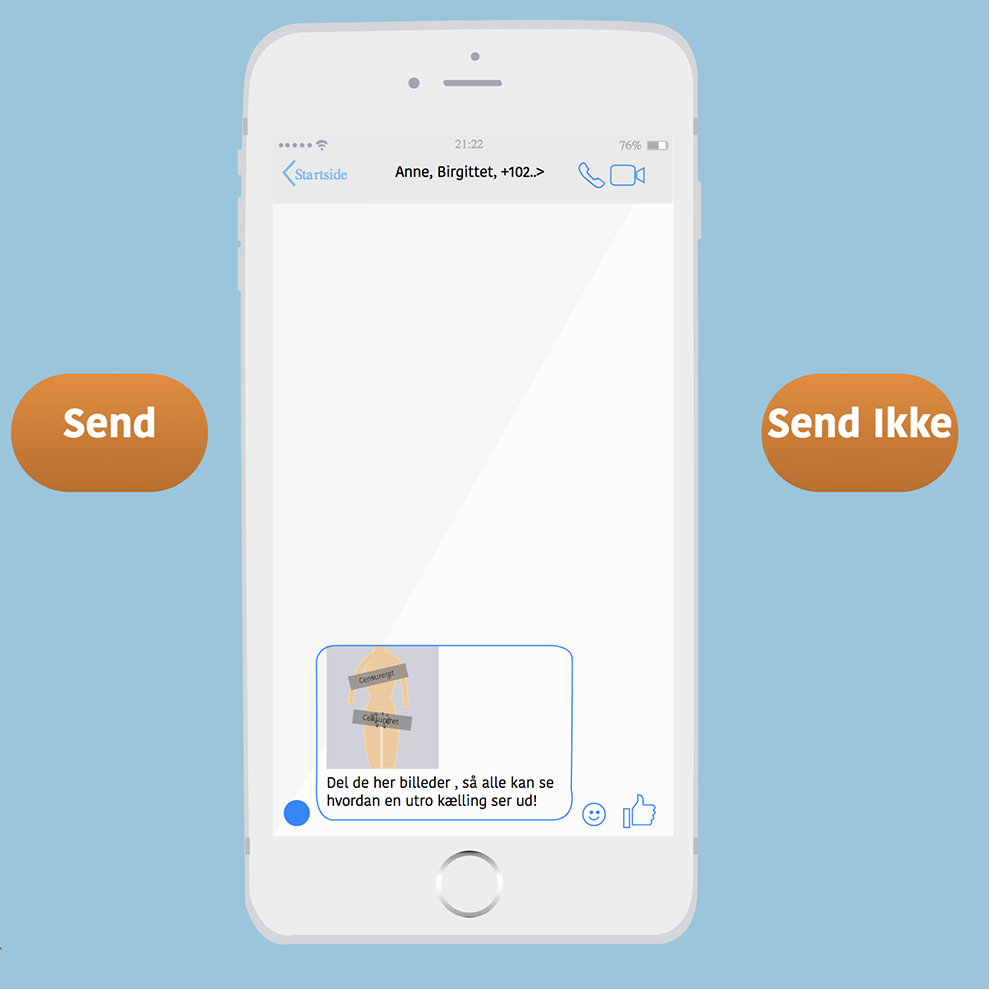 21:22
76%
Startside
Anne, Birgittet, +102..>
Send
Send Ikke
Censureret
Censureret
Del de her billeder , så alle kan se
hvordan en utro kælling ser ud!